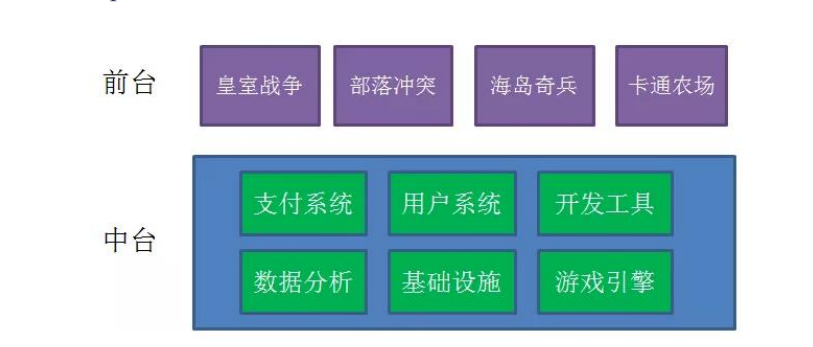 前台 皇室战争 部落冲突 海岛奇兵 卡通农场
中台
支付系统 用户系统 开发工具
数据分析 基础设施 游戏引擎